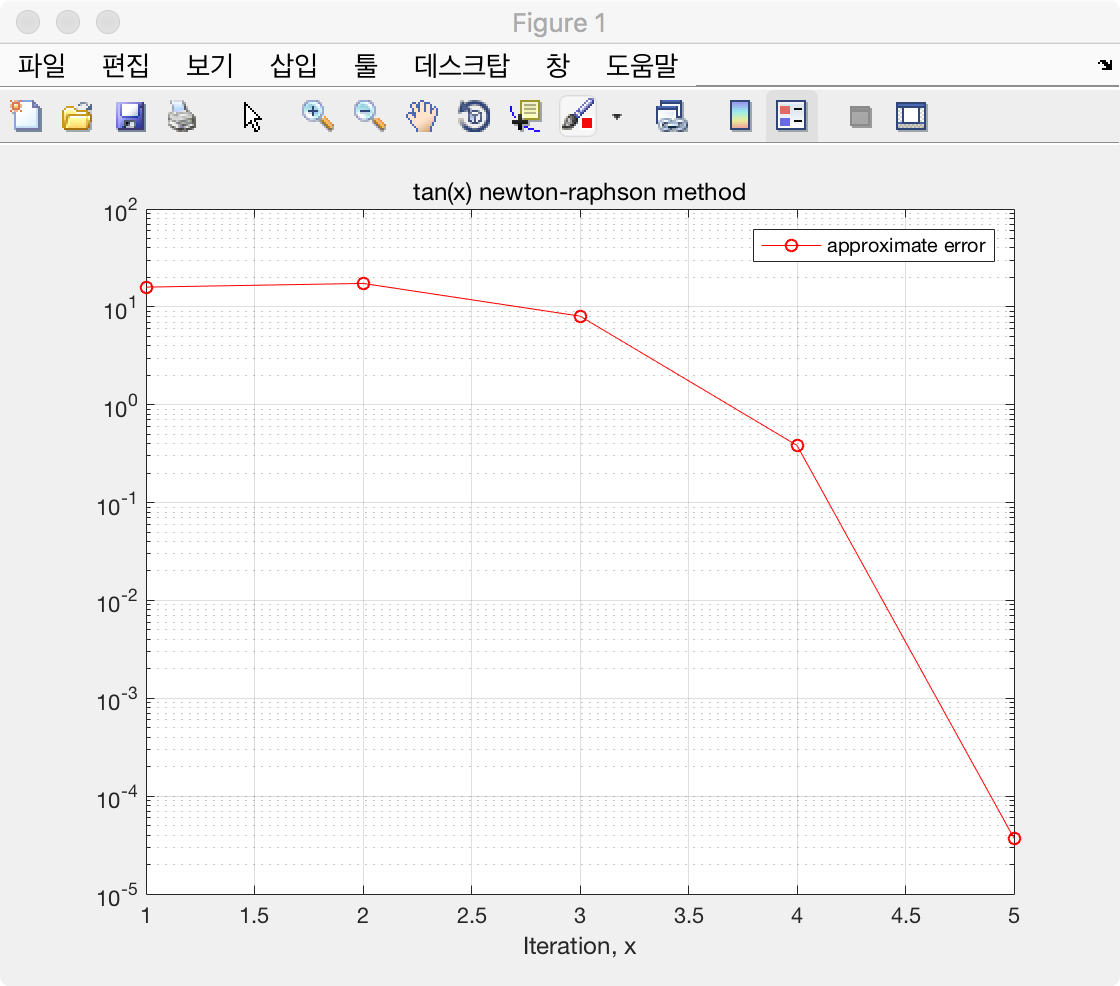 Figure 1
파일 편집 보기 삽입 툴 데스크탑 창 도움말
tan(x) newton-raphson method
approximate error
10^2
10^1
10^0
10^-1
10^-2
10^-3
10^-4
10^-5
1 1.5 2 2.5 3 3.5 4 4.5 5
Iteration, x